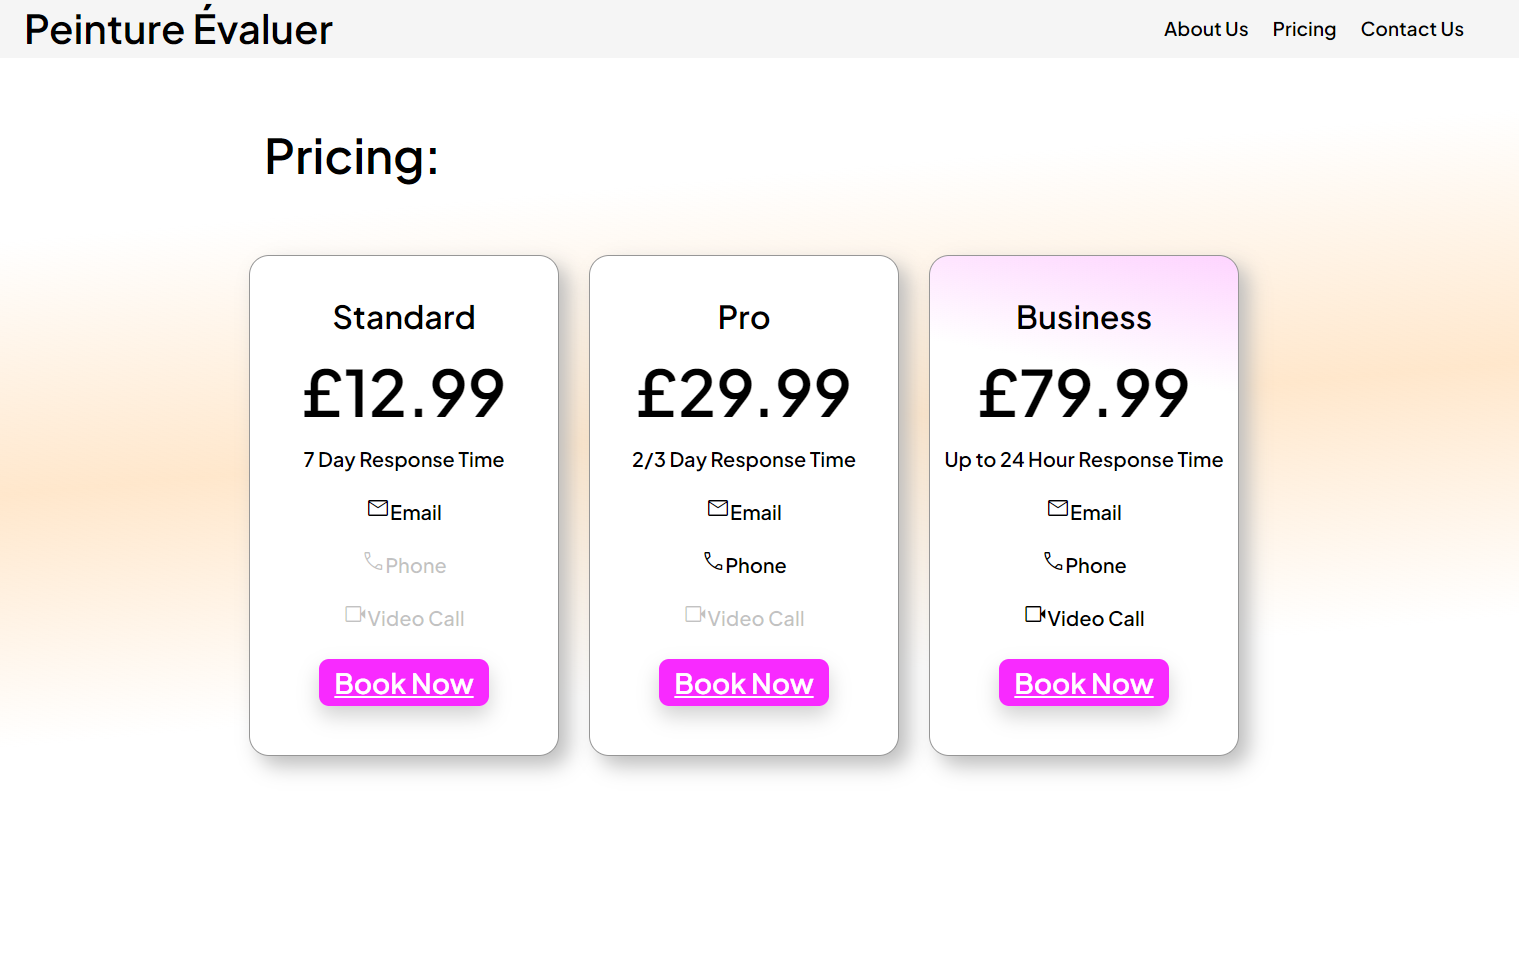 Peinture Évaluer
About Us Pricing Contact Us
Pricing:
Standard
£12.99
7 Day Response Time
Email
Phone
Video Call
Book Now
Pro
£29.99
2/3 Day Response Time
Email
Phone
Video Call
Book Now
Business
£79.99
Up to 24 Hour Response Time
Email
Phone
Video Call
Book Now